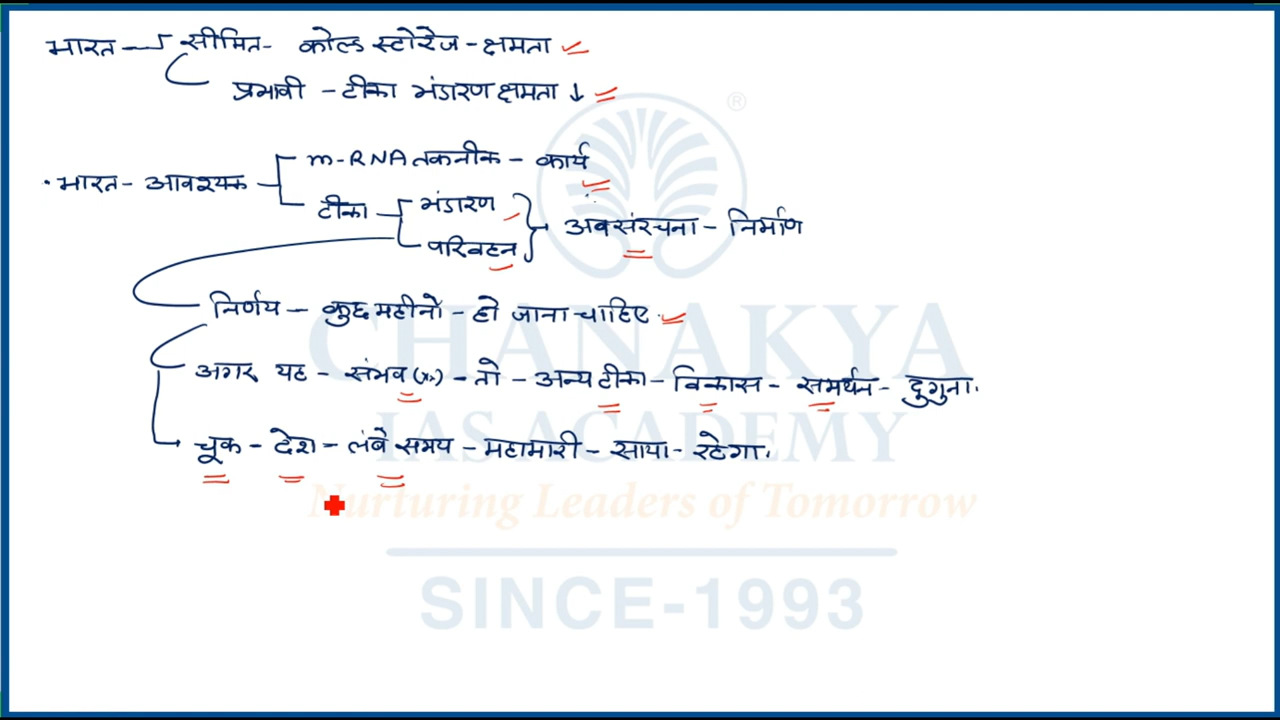 भारत - सीमित - कोल्ड स्टोरेज - क्षमता
प्रभावी - टीका भंडारण क्षमता ↓
®
m-RNA तकनीक - कार्य
• भारत - आवश्यक
टीका
भंडारण
परिवहन
अवसंरचना - निर्माण
निर्णय - कुछ महीनो - हो जाना चाहिए.
CHANAKYA
अगर यह - संभव (x) - तो - अन्य टीका - विकास - समर्थन - दुगुना.
IAS ACADEMY
चूक - देश - लंबे समय - महामारी - साया - रहेगा.
Nurturing Leaders of Tomorrow
SINCE-1993